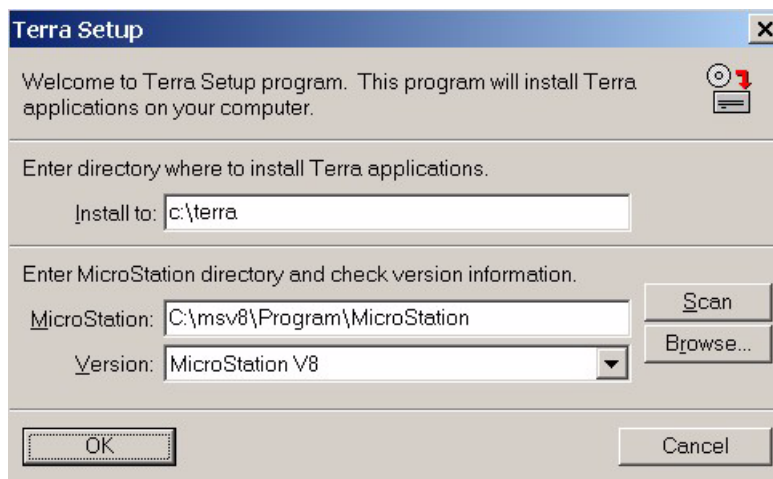 Terra Setup
Welcome to Terra Setup program. This program will install Terra
applications on your computer.
Enter directory where to install Terra applications.
Install to: c:\terra
Enter MicroStation directory and check version information.
Scan
MicroStation: C:\msv8\Program\MicroStation
Browse...
Version: MicroStation V8
OK Cancel